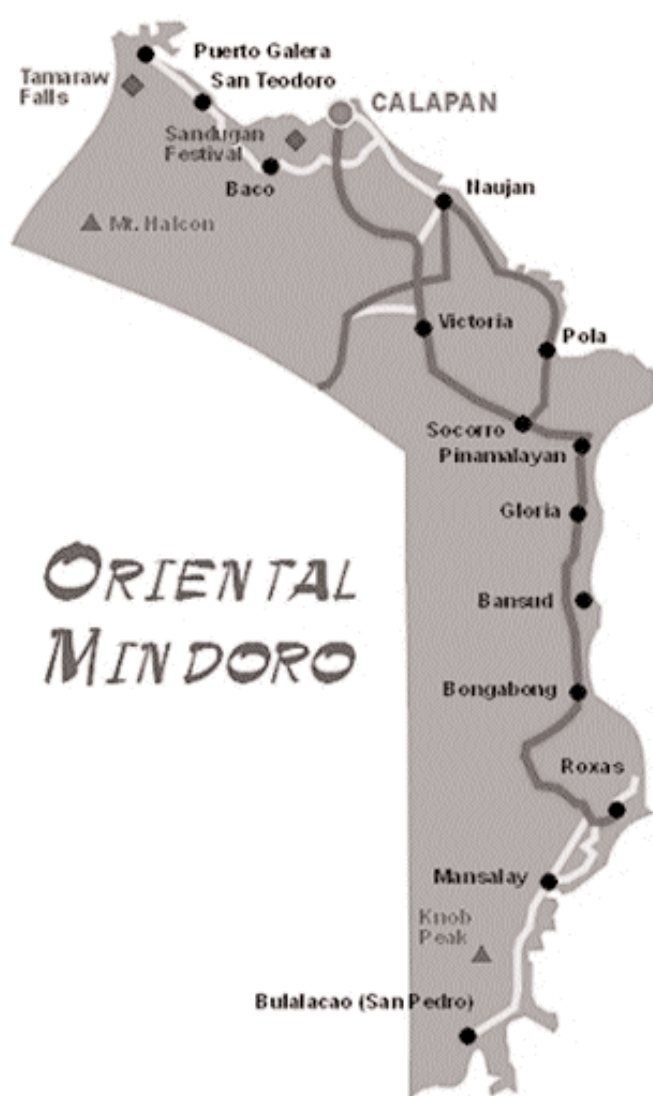 Puerto Galera
Tamaraw
Falls
San Teodoro
CALAPAN
Sandugan
Festival
Baco
Naujan
Mt. Halcon
Victoria
Pola
Socorro
Pinamalayan
Gloria
ORIENTAL
MINDORO
Bansud
Bongabong
Roxas
Mansalay
Knob
Peak
Bulalacao (San Pedro)